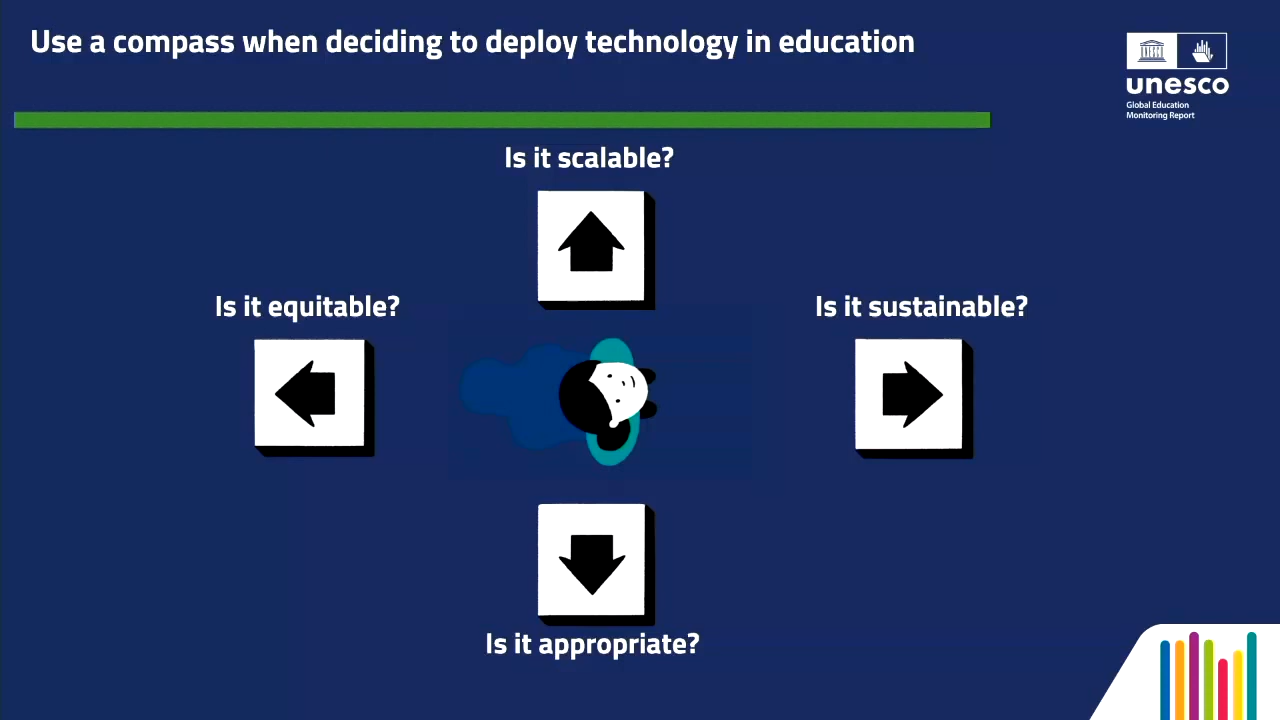 Use a compass when deciding to deploy technology in education
unesco
Global Education
Monitoring Report
Is it scalable?
Is it equitable?
Is it sustainable?
Is it appropriate?